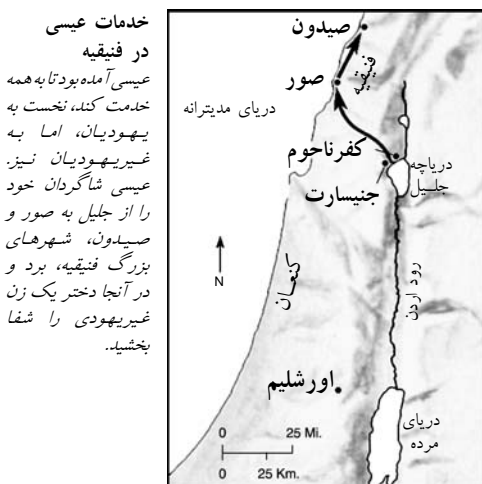 خدمات عیسی
در فنیقیه
عیسی آمده بود تا به همه
خدمت کند، نخست به
یهودیان، اما به
غیریهودیان نیز.
عیسی شاگردان خود
را از جلیل به صور و
صیدون، شهرهای
بزرگ فنیقیه، برد و
در آنجا دختر یک زن
غیریهودی را شفا
بخشید.
صیدون
فنیقیه
صور
دریای مدیترانه
کفرناحوم
دریاچه
جلیل
جنیسارت
N
کنعان
رود اردن
اورشلیم
دریای
مرده
0 25 Mi.
0 25 Km.